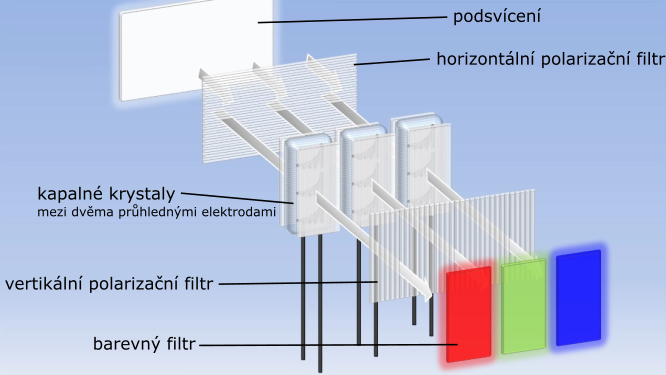 podsvícení
horizontální polarizační filtr
kapalné krystaly
mezi dvěma průhlednými elektrodami
vertikální polarizační filtr
barevný filtr